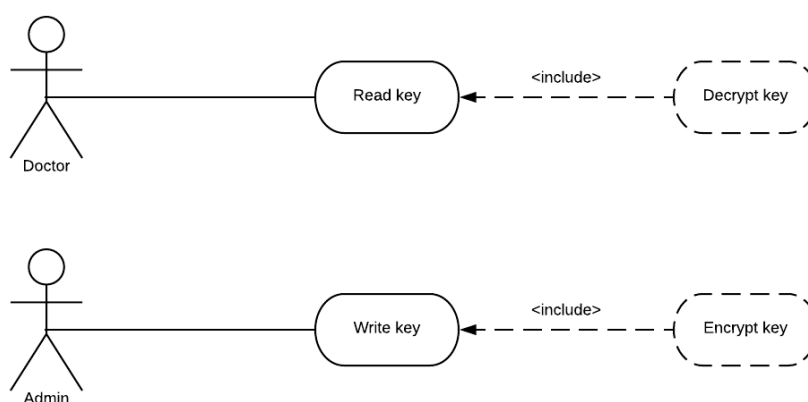 Read key
<include>
Decrypt key
Doctor
Write key
<include>
Encrypt key
Admin